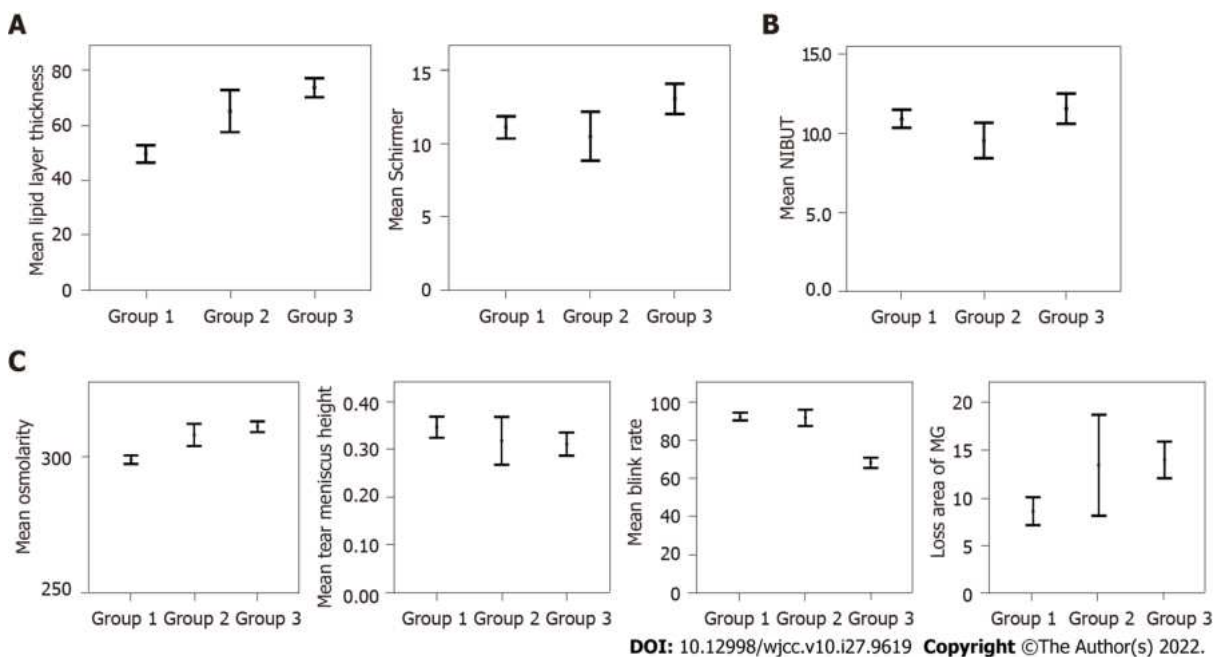 A
B
Mean lipid layer thickness
80
60
40
20
0
Group 1 Group 2 Group 3
Mean Schirmer
15
10
5
0
Group 1 Group 2 Group 3
Mean NIBUT
15.0
10.0
5.0
0.0
Group 1 Group 2 Group 3
C
Mean osmolarity
300
250
Group 1 Group 2 Group 3
Mean tear meniscus height
0.40
0.30
0.20
0.10
0.00
Group 1 Group 2 Group 3
Mean blink rate
100
80
60
40
20
0
Group 1 Group 2 Group 3
Loss area of MG
20
15
10
5
0
Group 1 Group 2 Group 3
DOI: 10.12998/wjcc.v10.i27.9619 Copyright ©The Author(s) 2022.